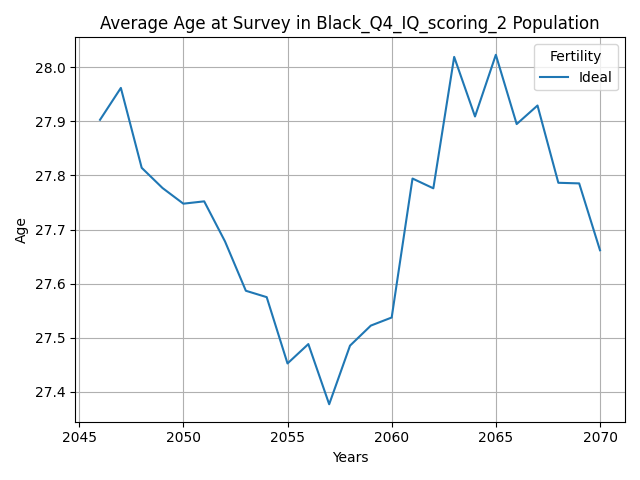 Average Age at Survey in Black_Q4_IQ_scoring_2 Population
Fertility
Ideal
28.0
27.9
27.8
27.7
27.6
27.5
27.4
Age
2045 2050 2055 2060 2065 2070
Years